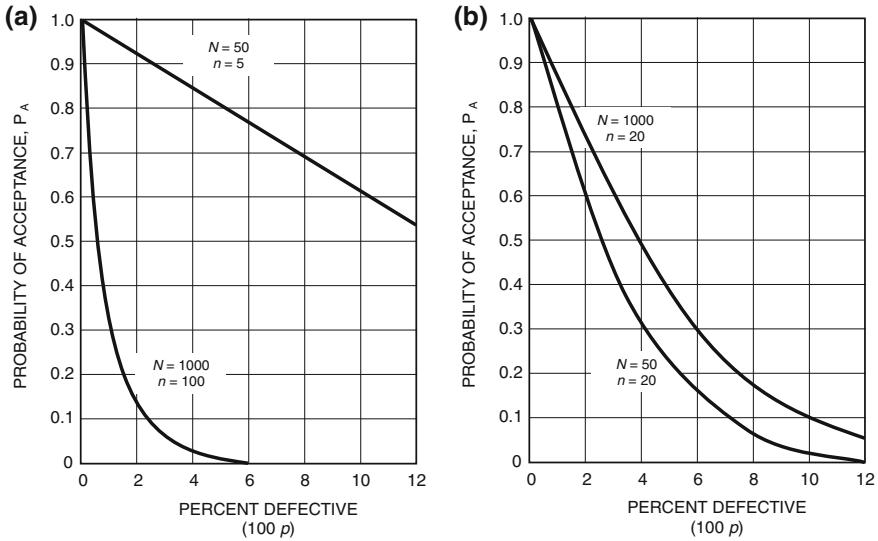 (a)
PROBABILITY OF ACCEPTANCE, P_A
1.0
0.9
0.8
0.7
0.6
0.5
0.4
0.3
0.2
0.1
0
N = 50
n = 5
N = 1000
n = 100
0 2 4 6 8 10 12
PERCENT DEFECTIVE
(100 p)
(b)
PROBABILITY OF ACCEPTANCE, P_A
1.0
0.9
0.8
0.7
0.6
0.5
0.4
0.3
0.2
0.1
0
N = 1000
n = 20
N = 50
n = 20
0 2 4 6 8 10 12
PERCENT DEFECTIVE
(100 p)